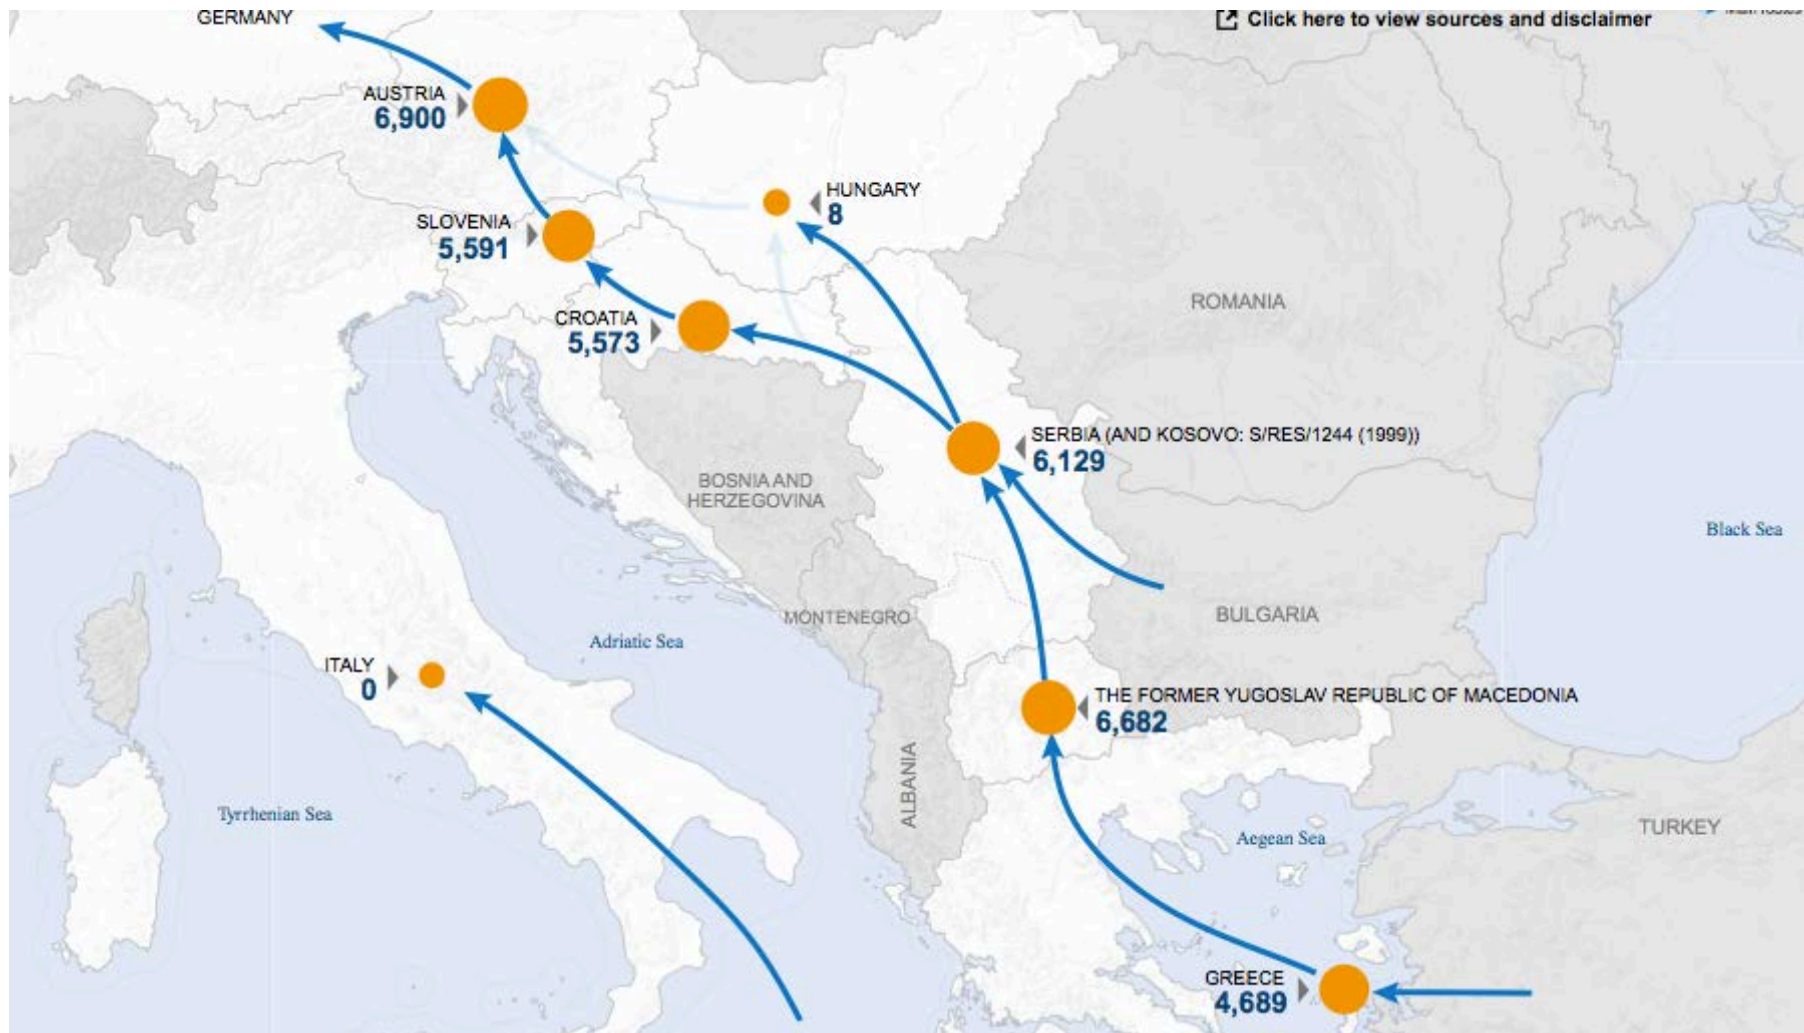 GERMANY
Click here to view sources and disclaimer
AUSTRIA
6,900
HUNGARY
8
SLOVENIA
5,591
ROMANIA
CROATIA
5,573
SERBIA (AND KOSOVO: S/RES/1244 (1999))
6,129
BOSNIA AND
HERZEGOVINA
Black Sea
BULGARIA
MONTENEGRO
Adriatic Sea
ITALY
0
THE FORMER YUGOSLAV REPUBLIC OF MACEDONIA
6,682
ALBANIA
Tyrrhenian Sea
Aegean Sea
TURKEY
GREECE
4,689